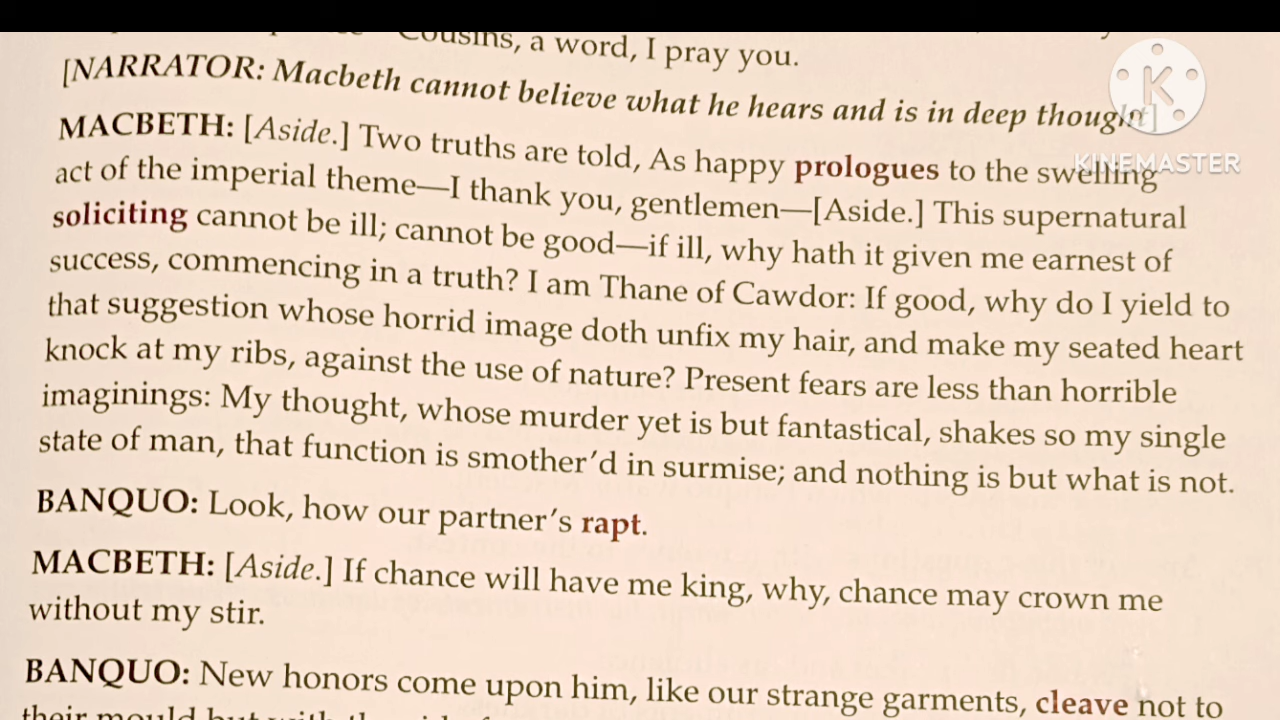 Cousins, a word, I pray you.
[NARRATOR: Macbeth cannot believe what he hears and is in deep thought]
MACBETH: [Aside.] Two truths are told, As happy prologues to the swelling
act of the imperial theme—I thank you, gentlemen—[Aside.] This supernatural
soliciting cannot be ill; cannot be good—if ill, why hath it given me earnest of
success, commencing in a truth? I am Thane of Cawdor: If good, why do I yield to
that suggestion whose horrid image doth unfix my hair, and make my seated heart
knock at my ribs, against the use of nature? Present fears are less than horrible
imaginings: My thought, whose murder yet is but fantastical, shakes so my single
state of man, that function is smother'd in surmise; and nothing is but what is not.
BANQUO: Look, how our partner's rapt.
MACBETH: [Aside.] If chance will have me king, why, chance may crown me
without my stir.
BANQUO: New honors come upon him, like our strange garments, cleave not to
their mould but with the
K
KINEMASTER